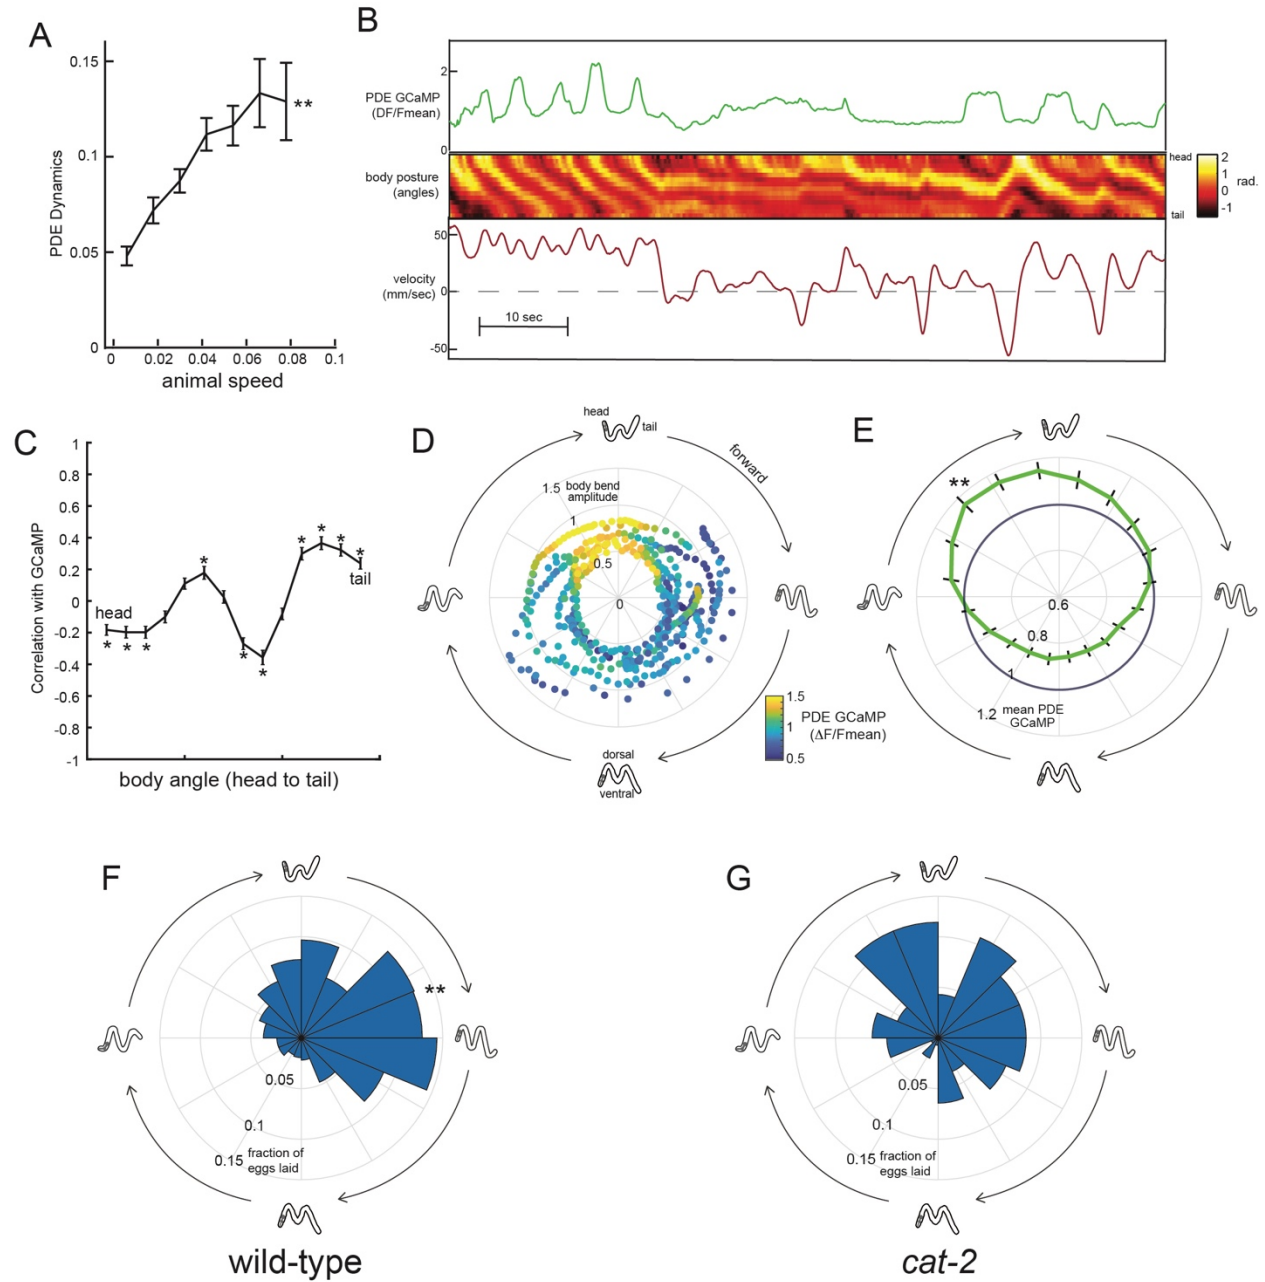 A
0.15
0.1
0.05
0
PDE Dynamics
**
0
0.02
0.04
0.06
0.08
0.1
animal speed
B
2
PDE GCaMP
(DF/Fmean)
0
body posture
(angles)
head
tail
2
1
0
-1
rad.
50
velocity
(mm/sec)
0
-50
10 sec
C
1
0.8
0.6
0.4
0.2
0
-0.2
-0.4
-0.6
-0.8
-1
Correlation with GCaMP
head
* * *
*
*
*
* * * *
tail
body angle (head to tail)
D
head
tail
forward
1.5
body bend
amplitude
1
0.5
0
dorsal
ventral
1.5
1
0.5
PDE GCaMP
(ΔF/Fmean)
E
**
0.6
0.8
1
1.2
mean PDE
GCaMP
F
**
0.05
0.1
0.15
fraction of
eggs laid
wild-type
G
0.05
0.1
0.15
fraction of
eggs laid
cat-2